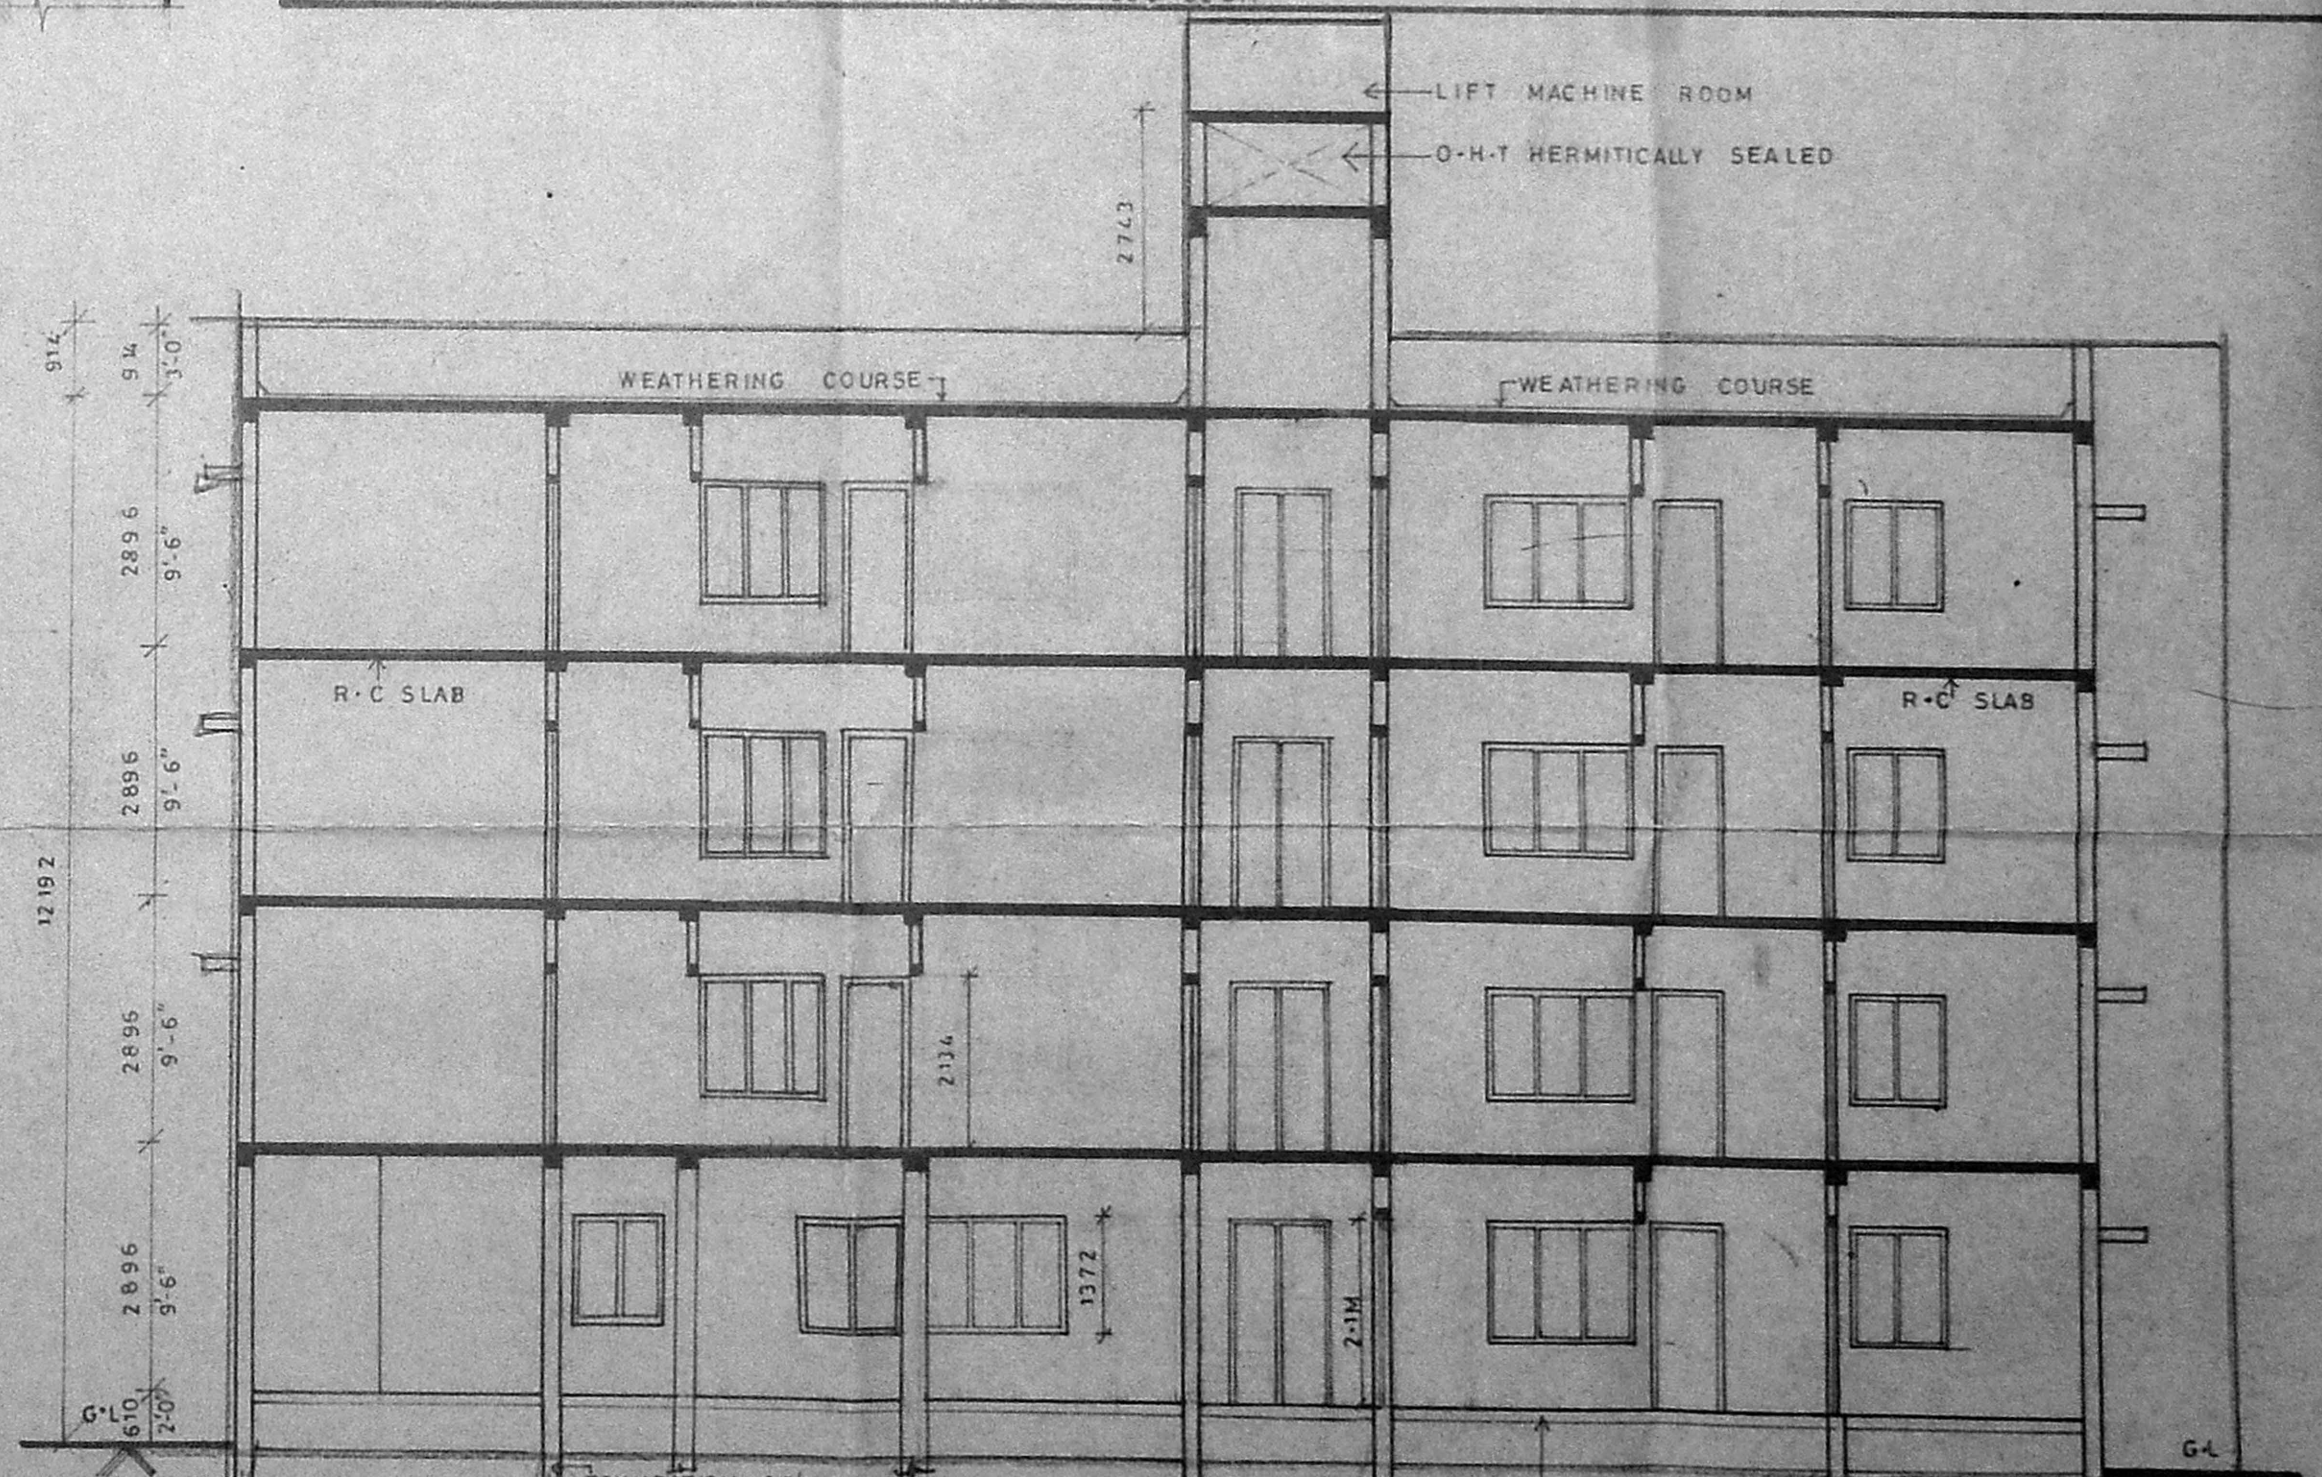 LIFT MACHINE ROOM
O-H-T HERMITICALLY SEALED
2743
914
914
3'-0"
WEATHERING COURSE
WEATHERING COURSE
2896
9'-6"
R·C SLAB
R·C SLAB
2896
9'-6"
12192
2896
9'-6"
2134
2896
9'-6"
1372
2·1M
G·L
610
2'-0"
G·L